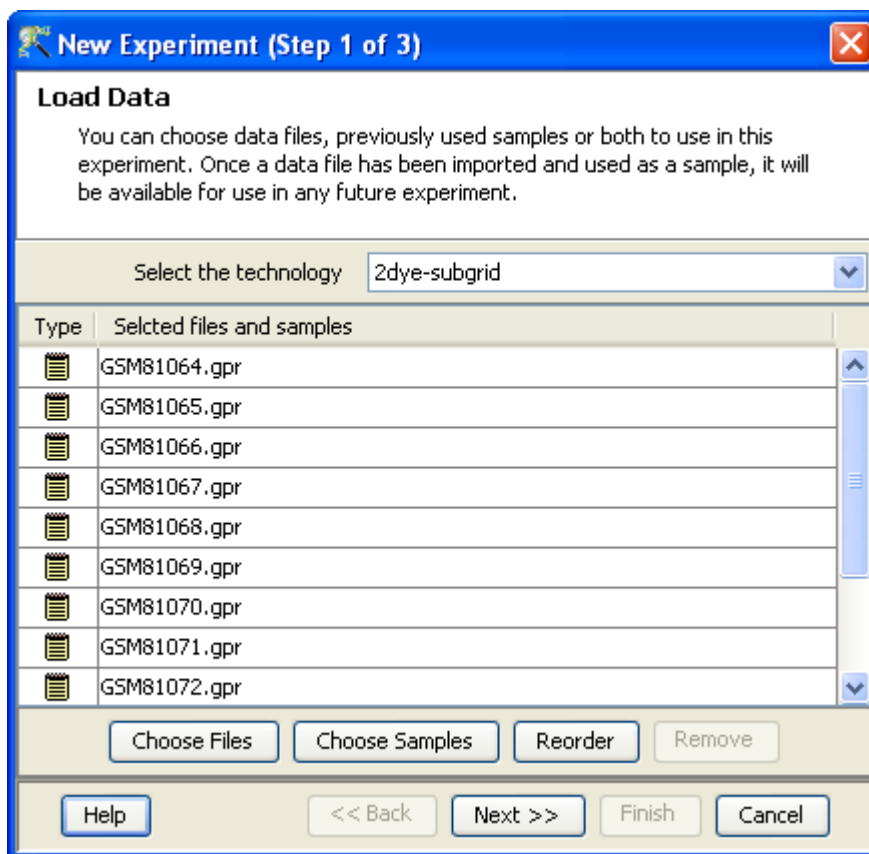 New Experiment (Step 1 of 3)
Load Data
You can choose data files, previously used samples or both to use in this
experiment. Once a data file has been imported and used as a sample, it will
be available for use in any future experiment.
Select the technology 2dye-subgrid
Type Selcted files and samples
GSM81064.gpr
GSM81065.gpr
GSM81066.gpr
GSM81067.gpr
GSM81068.gpr
GSM81069.gpr
GSM81070.gpr
GSM81071.gpr
GSM81072.gpr
Choose Files Choose Samples Reorder Remove
Help << Back Next >> Finish Cancel